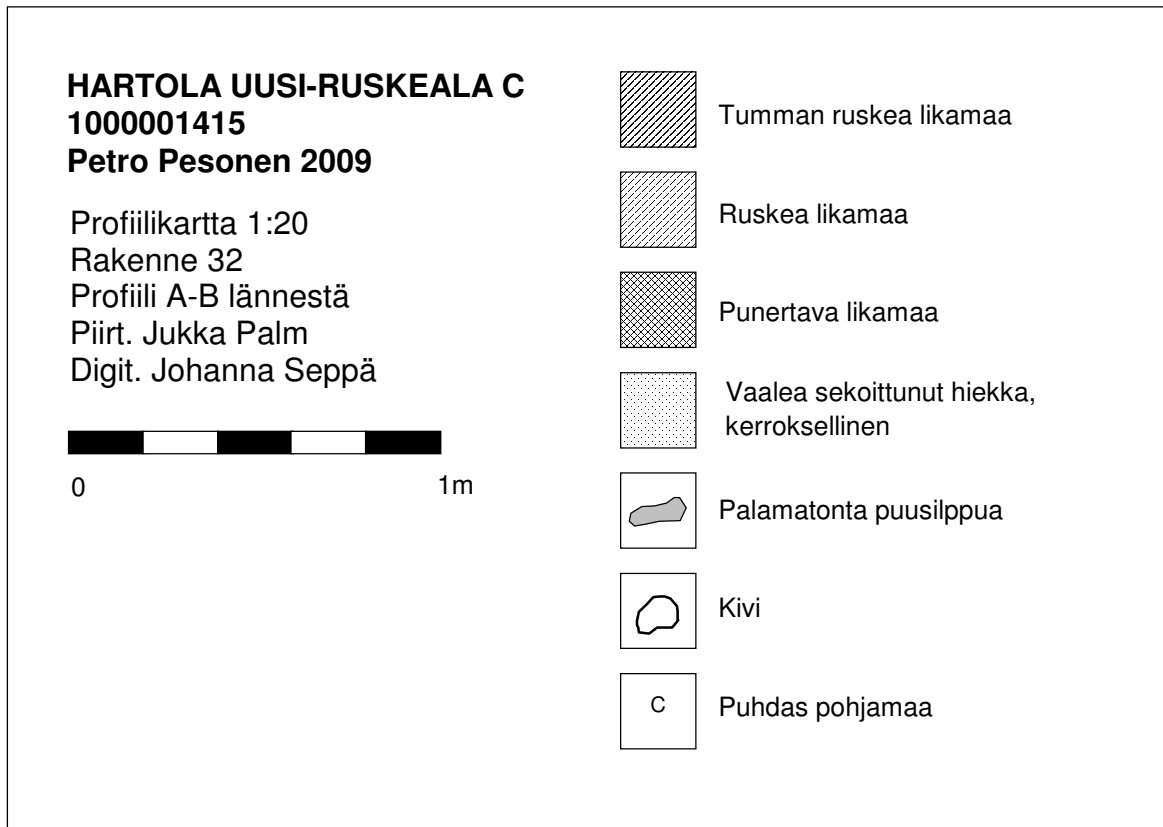 HARTOLA UUSI-RUSKEALA C
1000001415
Petro Pesonen 2009
Profiilikartta 1:20
Rakenne 32
Profiili A-B lännestä
Piirt. Jukka Palm
Digit. Johanna Seppä
0 1m
Tumman ruskea likamaa
Ruskea likamaa
Punertava likamaa
Vaalea sekoittunut hiekka,
kerroksellinen
Palamatonta puusilppua
Kivi
C Puhdas pohjamaa